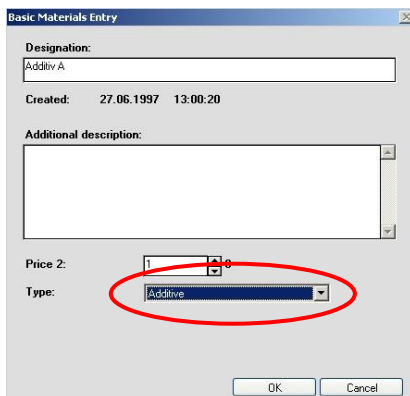 Basic Materials Entry
Designation:
Additiv A
Created: 27.06.1997 13:00:20
Additional description:
Price 2: 1
Type: Additive
OK Cancel